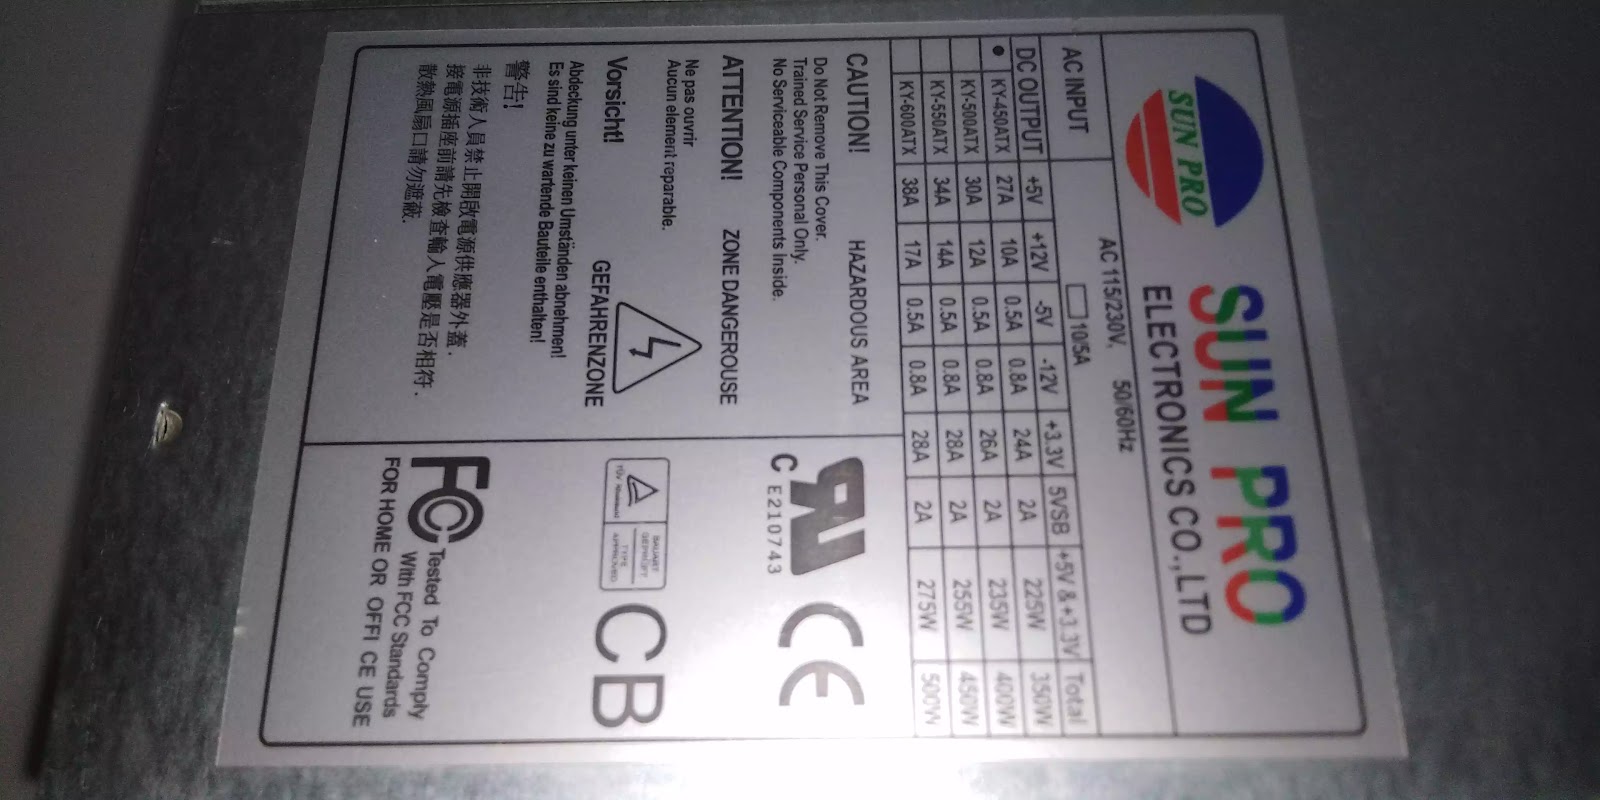 SUN PRO
SUN PRO
ELECTRONICS CO.,LTD
AC INPUT AC 115/230V, 50/60Hz
10/5A
DC OUTPUT +5V +12V -5V -12V +3.3V 5VSB +5V & +3.3V Total
● KY-450ATX 27A 10A 0.5A 0.8A 24A 2A 225W 350W
KY-500ATX 30A 12A 0.5A 0.8A 26A 2A 235W 400W
KY-550ATX 34A 14A 0.5A 0.8A 28A 2A 255W 450W
KY-600ATX 38A 17A 0.5A 0.8A 28A 2A 275W 500W
CAUTION! HAZARDOUS AREA
Do Not Remove This Cover.
Trained Service Personal Only.
No Serviceable Components Inside.
ATTENTION! ZONE DANGEROUSE
Ne pas ouvrir
Aucun element reparable.
Vorsicht! GEFAHRENZONE
Abdeckung unter keinen Umständen abnehmen!
Es sind keine zu wartende Bauteile enthalten!
警告!
非技術人員禁止開啟電源供應器外蓋.
接電源插座前請先檢查輸入電壓是否相符.
散熱風扇口請勿遮蔽.
C
E210743
CE
TÜV Rheinland
BAUART
GEPRÜFT
TYPE
APPROVED
CB
FC Tested To Comply
With FCC Standards
FOR HOME OR OFFI CE USE